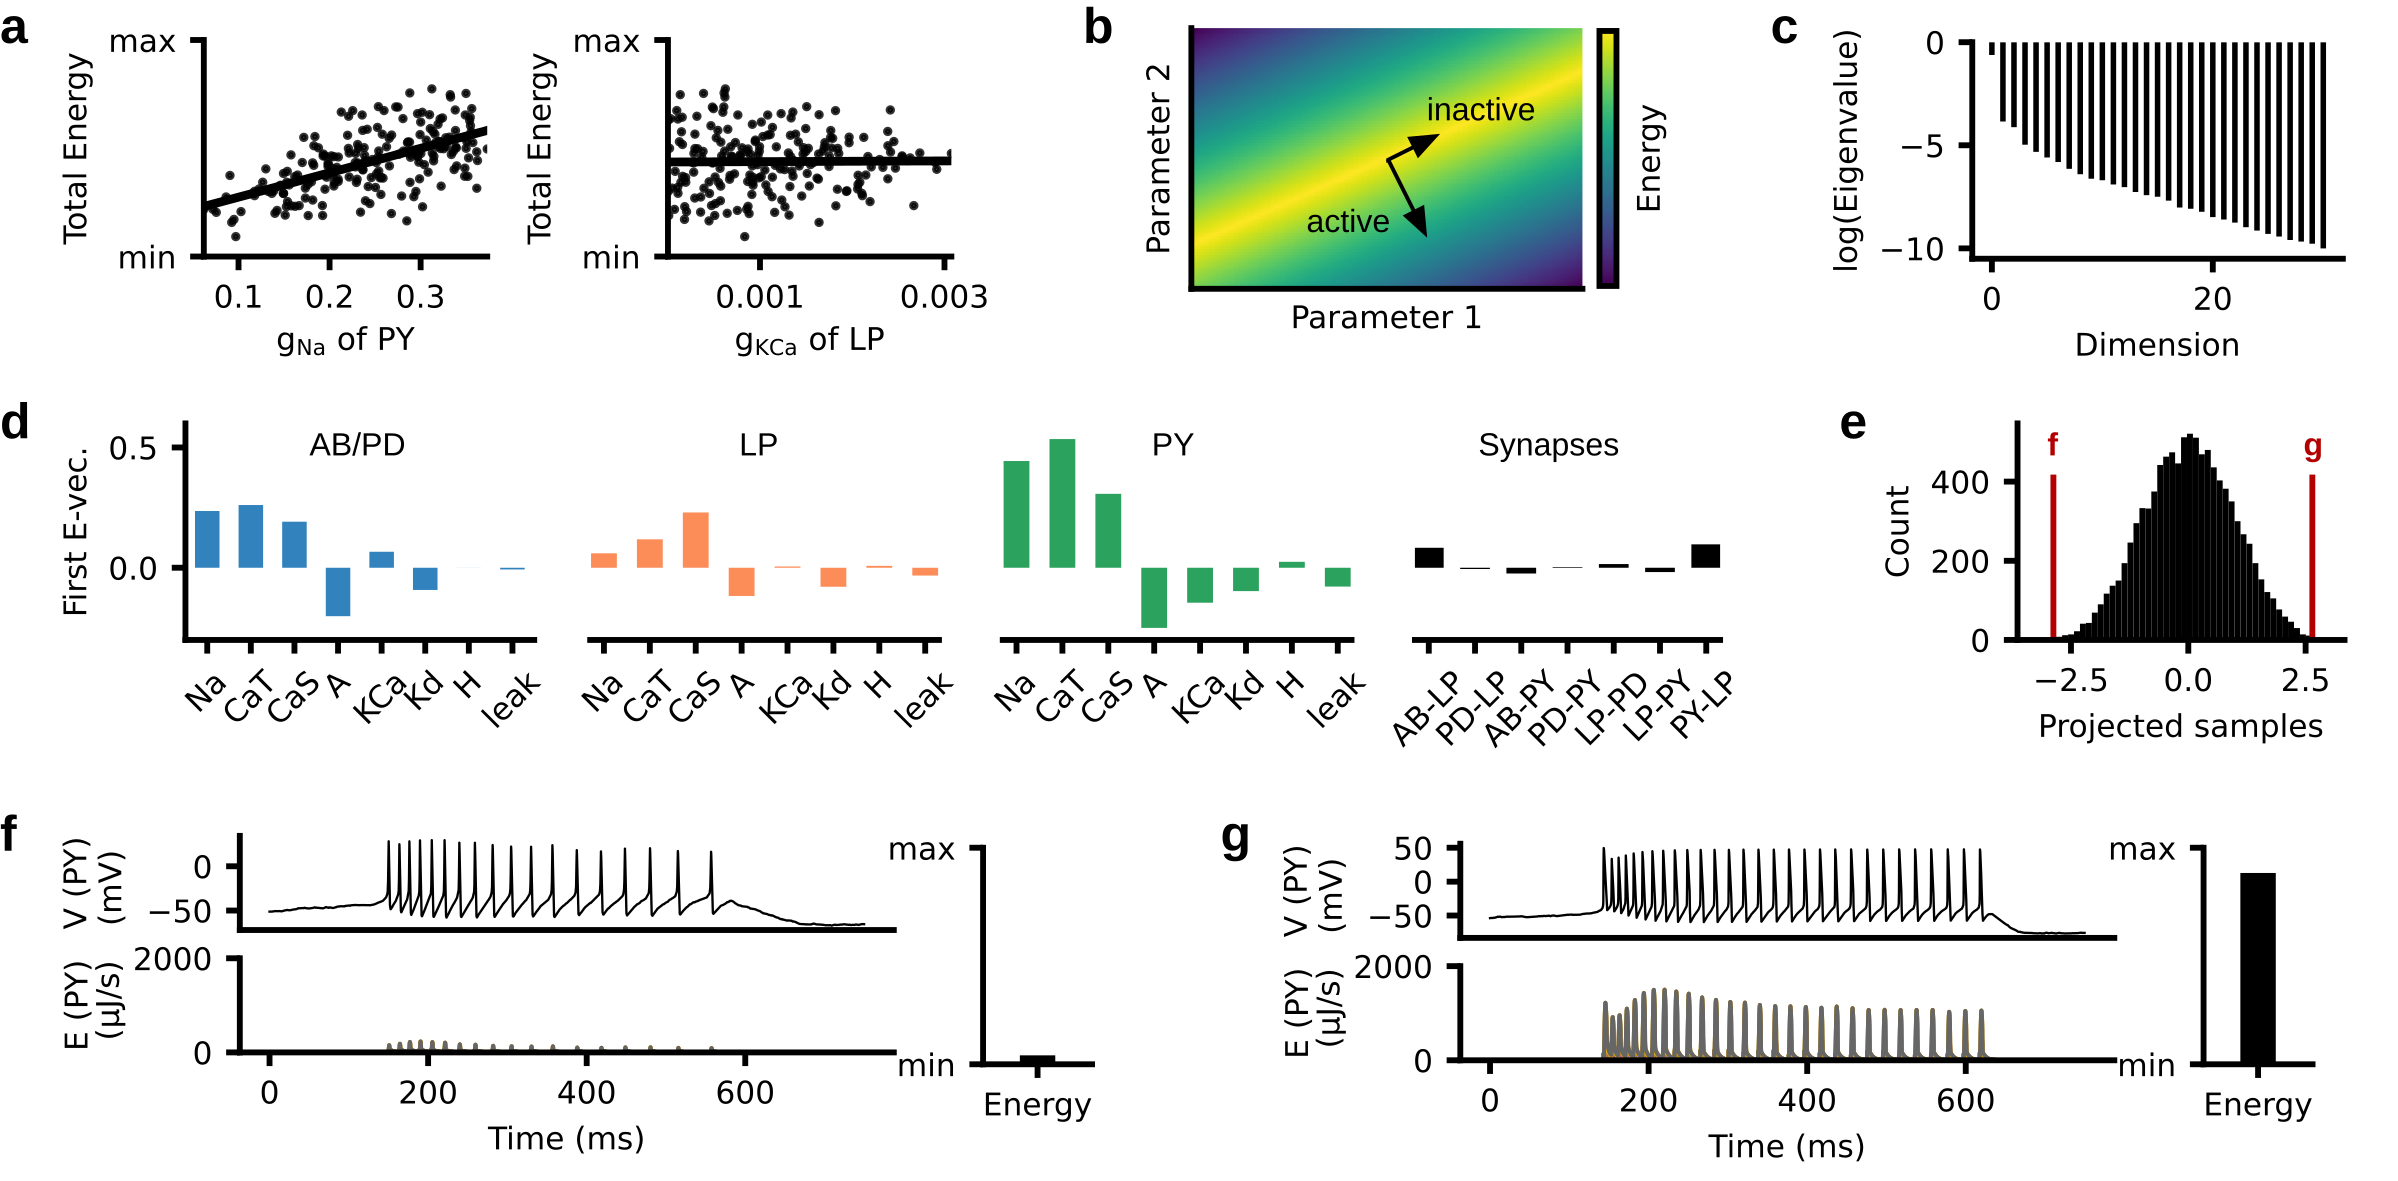 a
max
min
Total Energy
0.1 0.2 0.3
gNa of PY
max
min
Total Energy
0.001 0.003
gKCa of LP
b
Parameter 2
inactive
active
Parameter 1
Energy
c
log(Eigenvalue)
0
−5
−10
0 20
Dimension
d
First E-vec.
0.5
0.0
AB/PD
Na CaT CaS A KCa Kd H leak
LP
Na CaT CaS A KCa Kd H leak
PY
Na CaT CaS A KCa Kd H leak
Synapses
AB-LP PD-LP AB-PY PD-PY LP-PD LP-PY PY-LP
e
f g
Count
400
200
0
−2.5 0.0 2.5
Projected samples
f
V (PY)
(mV)
0
−50
E (PY)
(μJ/s)
2000
0
0 200 400 600
Time (ms)
max
min
Energy
g
V (PY)
(mV)
50
0
−50
E (PY)
(μJ/s)
2000
0
0 200 400 600
Time (ms)
max
min
Energy